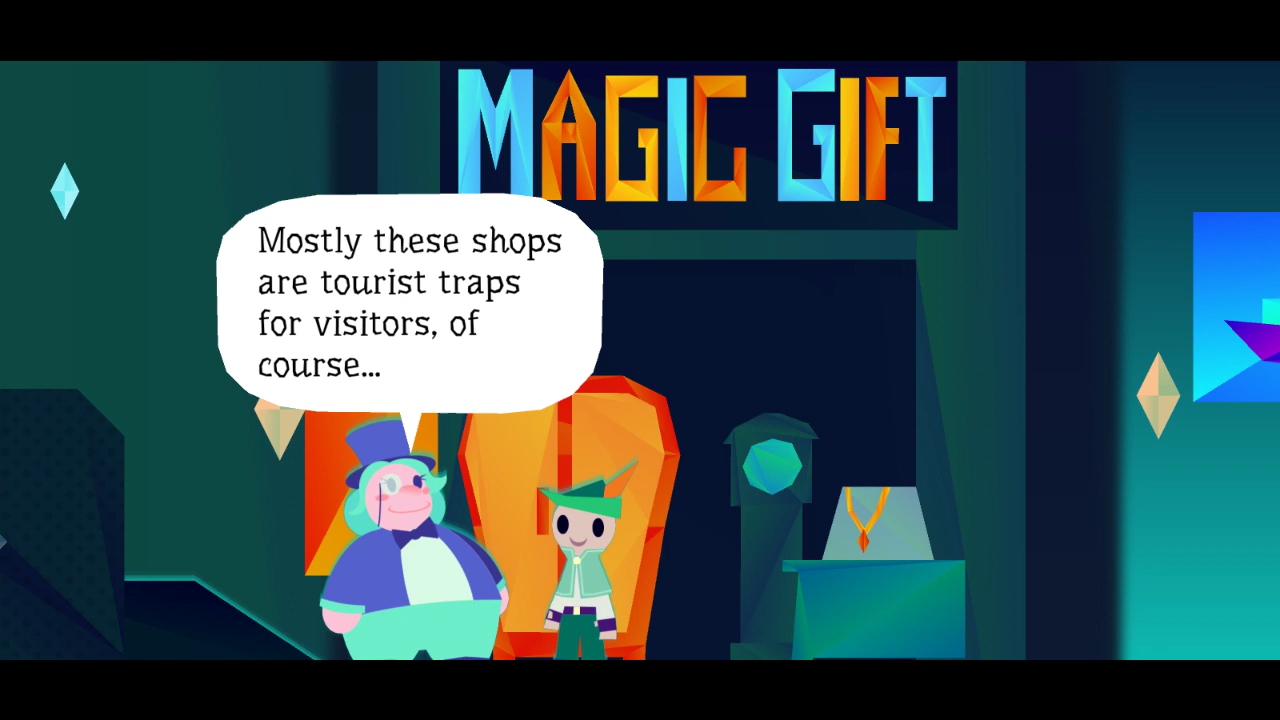 MAGIC GIFT
Mostly these shops
are tourist traps
for visitors, of
course...